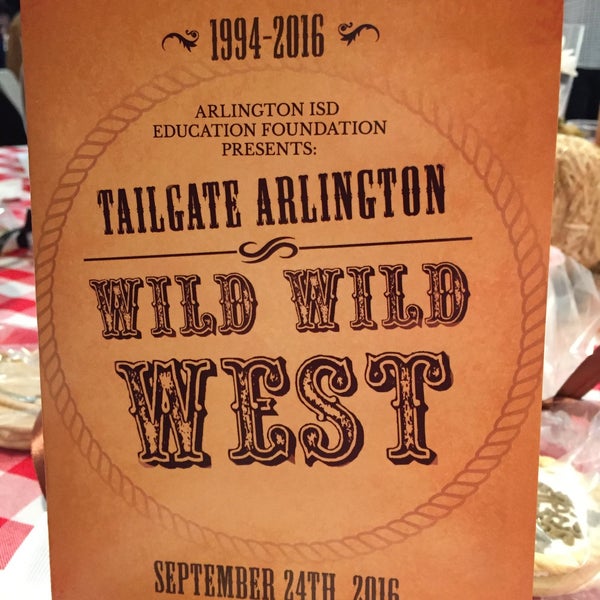 1994-2016
ARLINGTON ISD
EDUCATION FOUNDATION
PRESENTS:
TAILGATE ARLINGTON
WILD WILD
WEST
SEPTEMBER 24TH, 2016